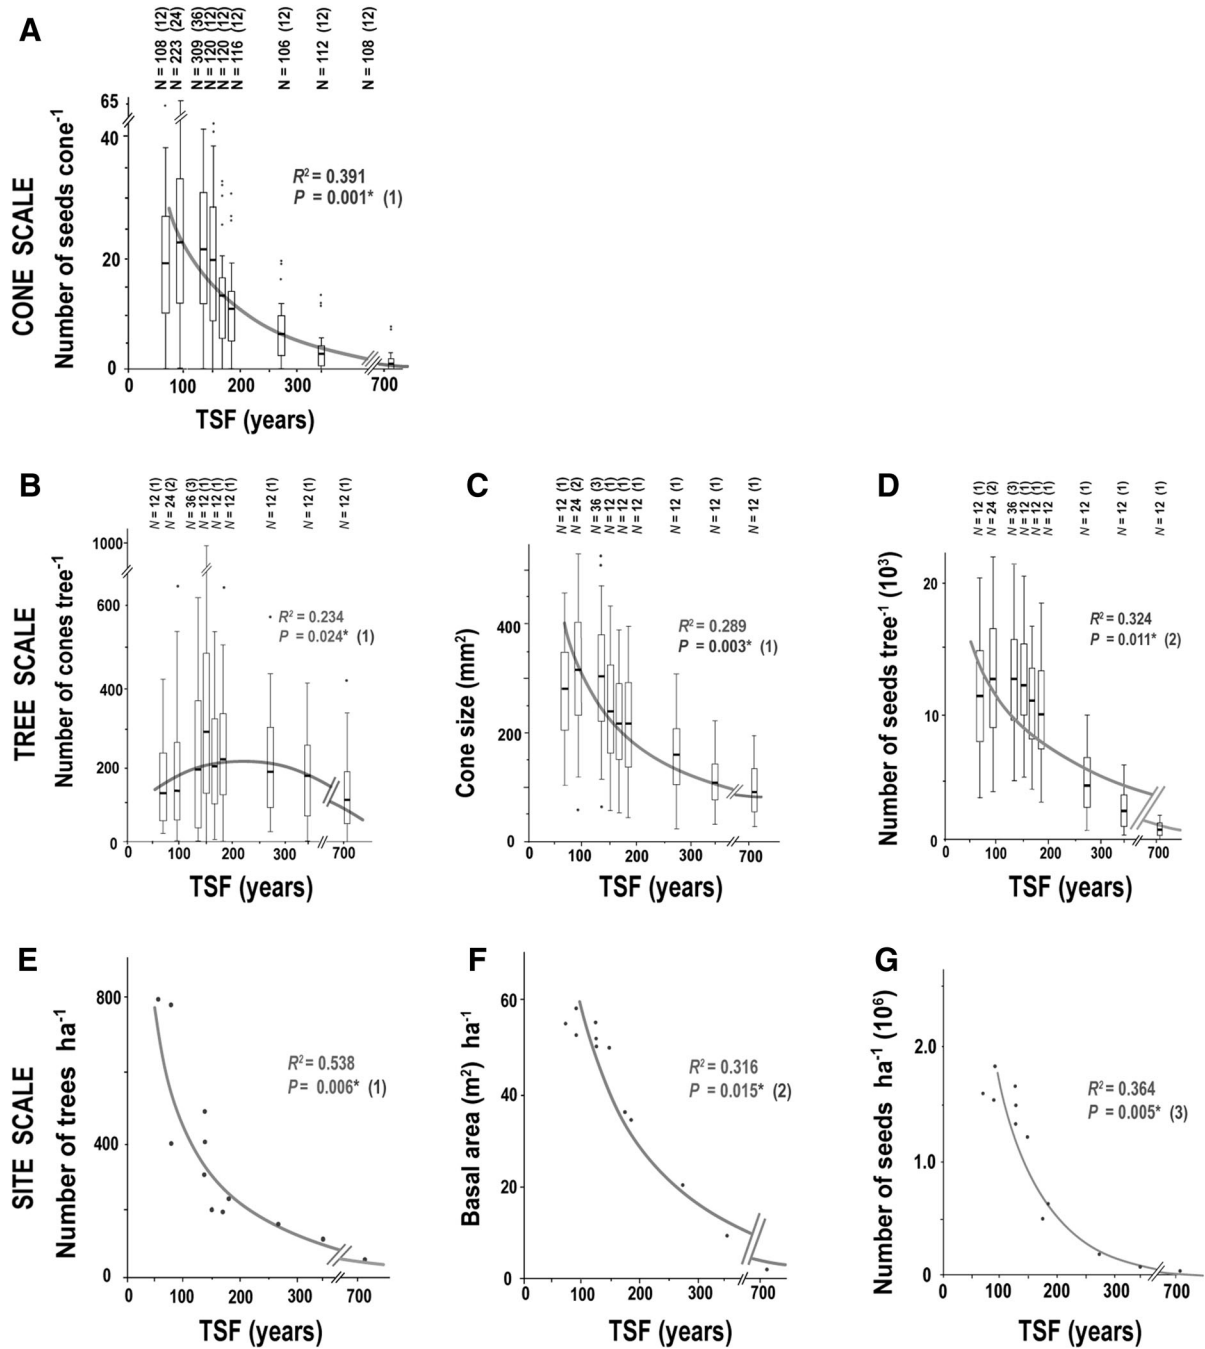 A
N = 108 (12)
N = 223 (24)
N = 309 (36)
N = 120 (12)
N = 120 (12)
N = 116 (12)
N = 106 (12)
N = 112 (12)
N = 108 (12)
CONE SCALE
Number of seeds cone⁻¹
65
40
20
0
R² = 0.391
P = 0.001* (1)
0 100 200 300 700
TSF (years)
B
N = 12 (1)
N = 24 (2)
N = 36 (3)
N = 12 (1)
N = 12 (1)
N = 12 (1)
N = 12 (1)
N = 12 (1)
N = 12 (1)
TREE SCALE
Number of cones tree⁻¹
1000
600
400
200
0
R² = 0.234
P = 0.024* (1)
0 100 200 300 700
TSF (years)
C
N = 12 (1)
N = 24 (2)
N = 36 (3)
N = 12 (1)
N = 12 (1)
N = 12 (1)
N = 12 (1)
N = 12 (1)
N = 12 (1)
Cone size (mm²)
400
200
0
R² = 0.289
P = 0.003* (1)
0 100 200 300 700
TSF (years)
D
N = 12 (1)
N = 24 (2)
N = 36 (3)
N = 12 (1)
N = 12 (1)
N = 12 (1)
N = 12 (1)
N = 12 (1)
N = 12 (1)
Number of seeds tree⁻¹ (10³)
20
10
0
R² = 0.324
P = 0.011* (2)
0 100 200 300 700
TSF (years)
E
SITE SCALE
Number of trees ha⁻¹
800
400
0
R² = 0.538
P= 0.006* (1)
0 100 200 300 700
TSF (years)
F
Basal area (m²) ha⁻¹
60
40
20
0
R² = 0.316
P = 0.015* (2)
0 100 200 300 700
TSF (years)
G
Number of seeds ha⁻¹ (10⁶)
2.0
1.0
0
R² = 0.364
P = 0.005* (3)
0 100 200 300 700
TSF (years)